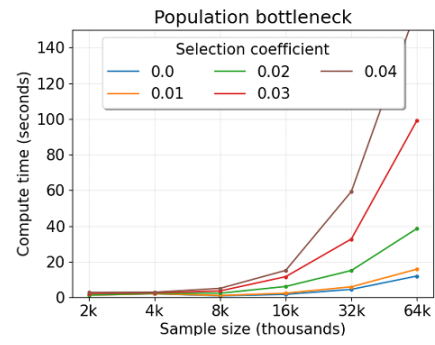 Population bottleneck
Selection coefficient
0.0 0.02 0.04
0.01 0.03
Compute time (seconds)
140
120
100
80
60
40
20
0
2k 4k 8k 16k 32k 64k
Sample size (thousands)